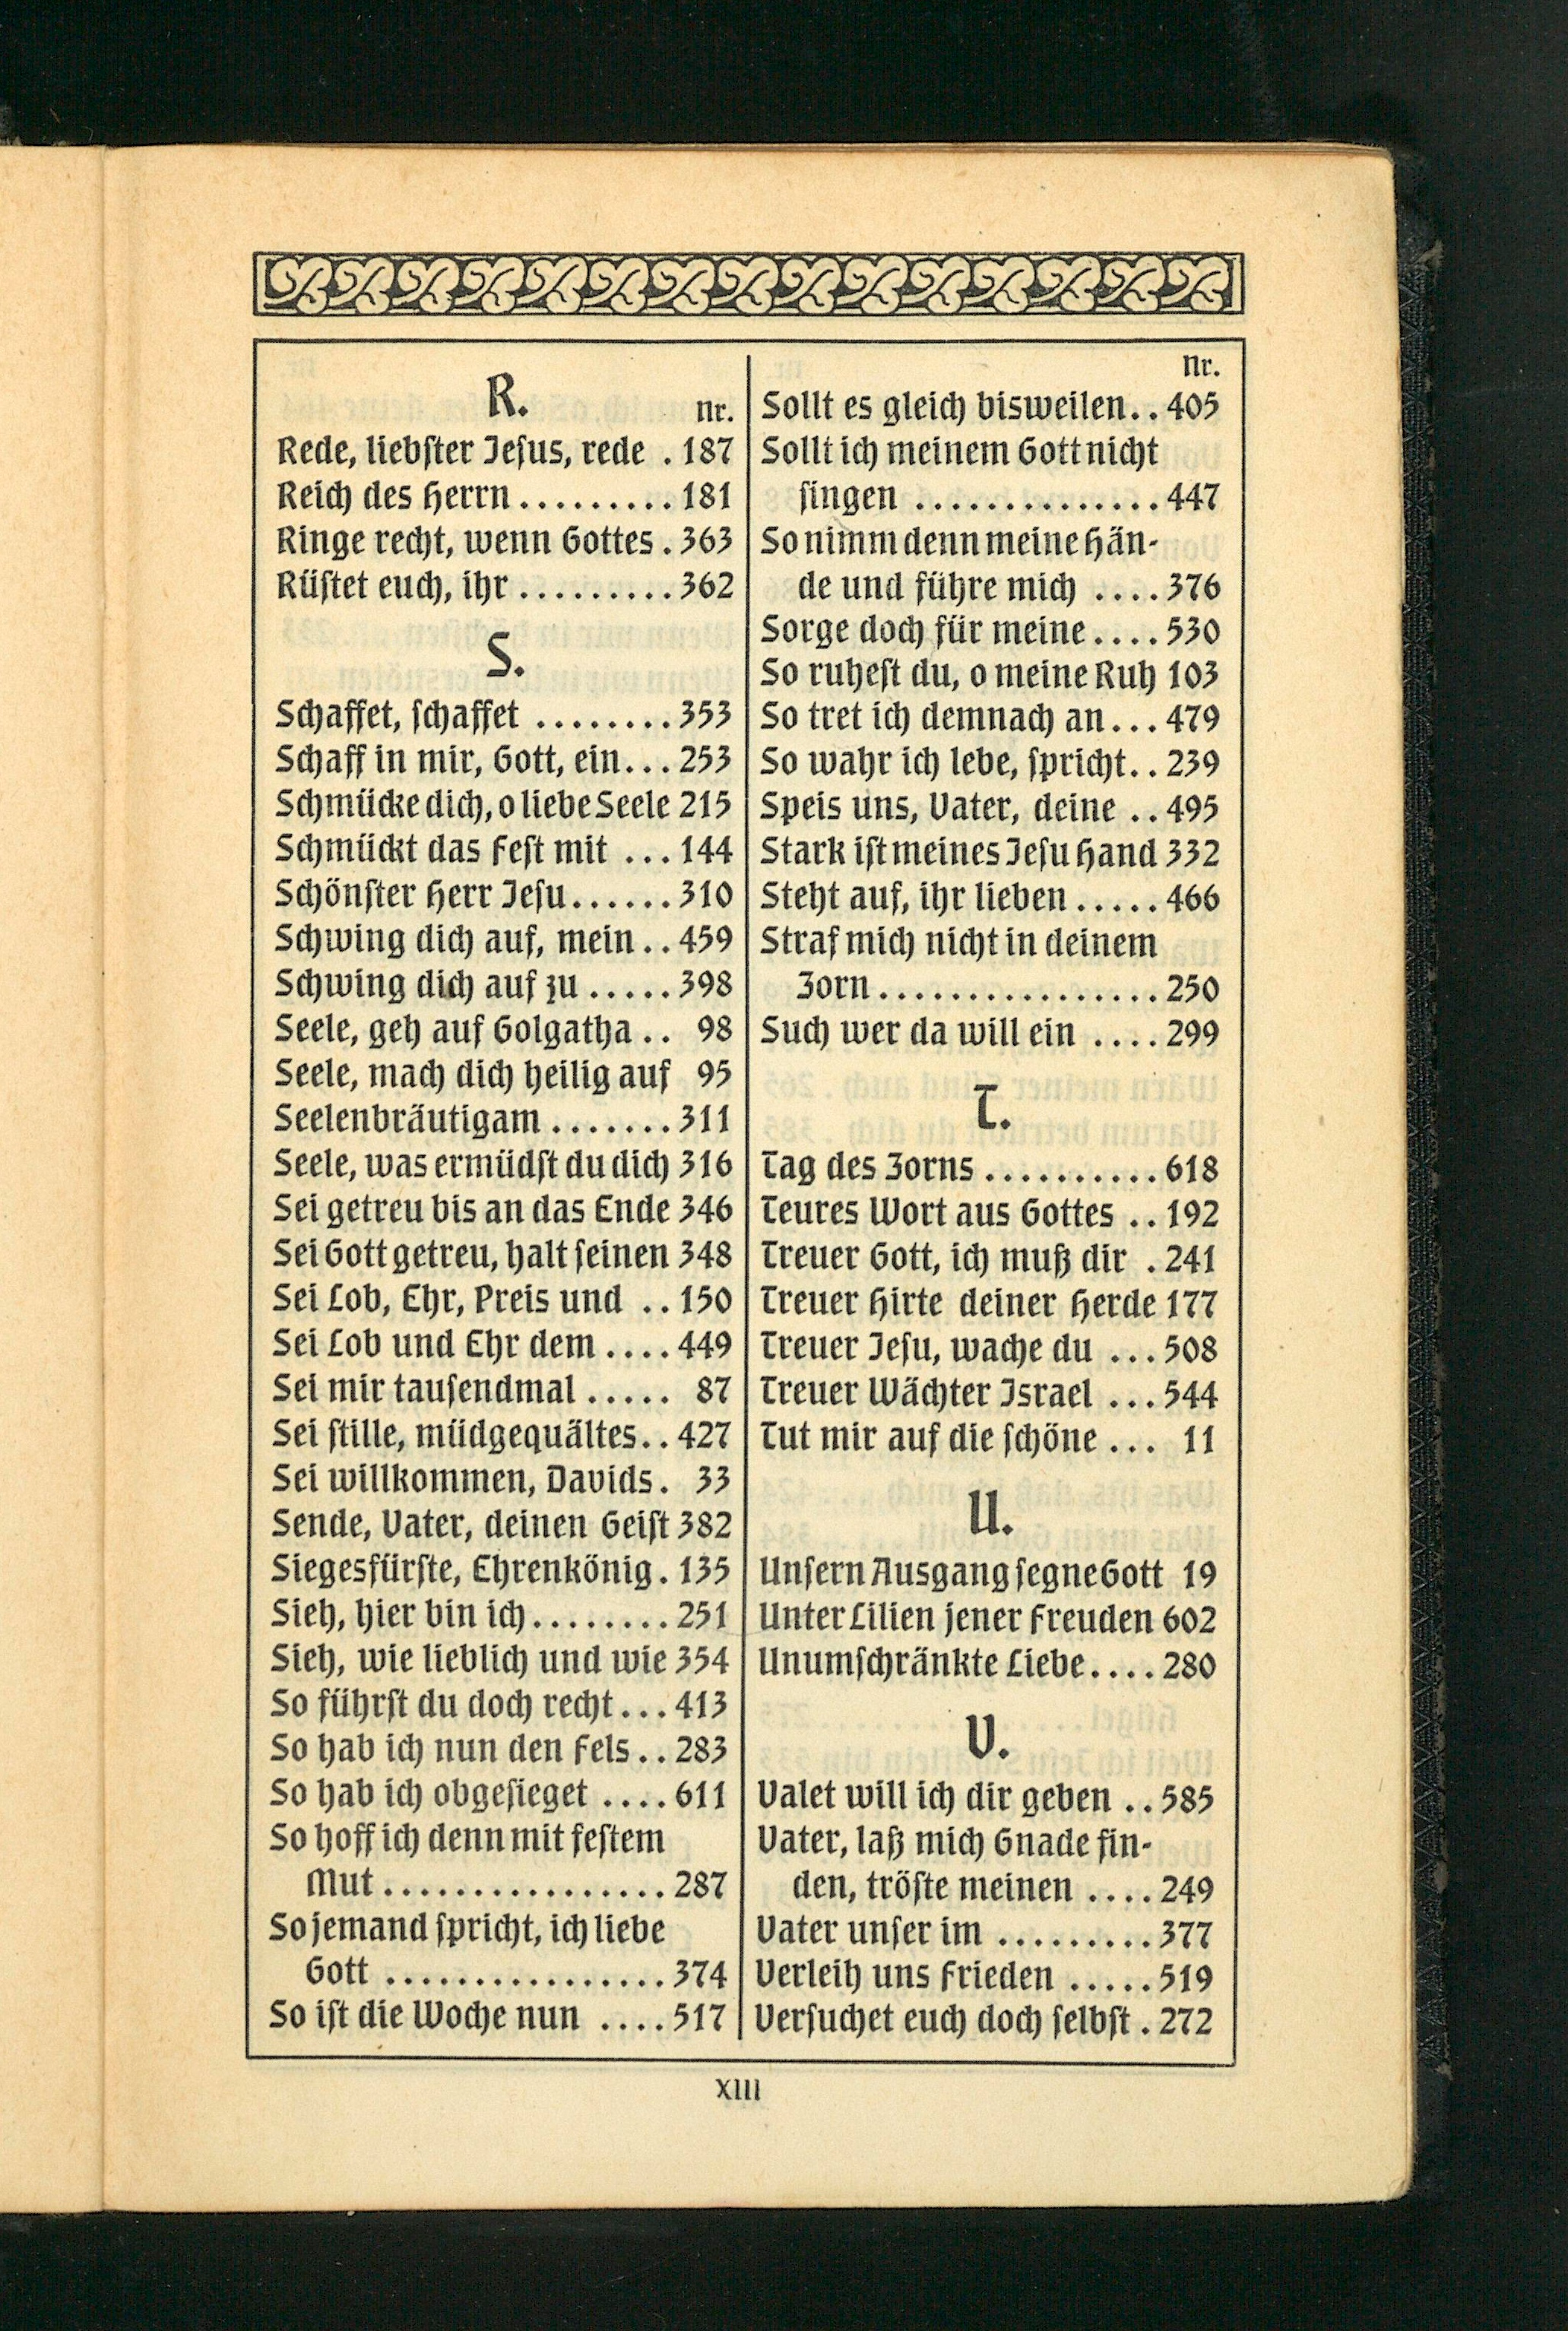 R.
Nr.
Rede, liebster Jesus, rede . 187
Reich des Herrn ......... 181
Ringe recht, wenn Gottes . 363
Rüstet euch, ihr ......... 362
S.
Schaffet, schaffet ........ 353
Schaff in mir, Gott, ein... 253
Schmücke dich, o liebe Seele 215
Schmückt das Fest mit ... 144
Schönster Herr Jesu...... 310
Schwing dich auf, mein .. 459
Schwing dich auf zu ..... 398
Seele, geh auf Golgatha .. 98
Seele, mach dich heilig auf 95
Seelenbräutigam ....... 311
Seele, was ermüdst du dich 316
Sei getreu bis an das Ende 346
Sei Gott getreu, halt seinen 348
Sei Lob, Ehr, Preis und .. 150
Sei Lob und Ehr dem .... 449
Sei mir tausendmal ..... 87
Sei stille, müdgequältes.. 427
Sei willkommen, Davids. 33
Sende, Vater, deinen Geist 382
Siegesfürste, Ehrenkönig. 135
Sieh, hier bin ich........ 251
Sieh, wie lieblich und wie 354
So führst du doch recht... 413
So hab ich nun den Fels.. 283
So hab ich obgesieget .... 611
So hoff ich denn mit festem
Mut................ 287
So jemand spricht, ich liebe
Gott ................ 374
So ist die Woche nun .... 517
Nr.
Sollt es gleich bisweilen.. 405
Sollt ich meinem Gott nicht
singen .............. 447
So nimm denn meine Hän-
de und führe mich .... 376
Sorge doch für meine.... 530
So ruhest du, o meine Ruh 103
So tret ich demnach an... 479
So wahr ich lebe, spricht.. 239
Speis uns, Vater, deine .. 495
Stark ist meines Jesu Hand 332
Steht auf, ihr lieben ..... 466
Straf mich nicht in deinem
Zorn................ 250
Such wer da will ein .... 299
T.
Tag des Zorns .......... 618
Teures Wort aus Gottes .. 192
Treuer Gott, ich muß dir . 241
Treuer Hirte deiner Herde 177
Treuer Jesu, wache du ... 508
Treuer Wächter Israel ... 544
Tut mir auf die schöne ... 11
U.
Unsern Ausgang segne Gott 19
Unter Lilien jener Freuden 602
Unumschränkte Liebe.... 280
V.
Valet will ich dir geben .. 585
Vater, laß mich Gnade fin-
den, tröste meinen .... 249
Vater unser im ......... 377
Verleih uns Frieden ..... 519
Versuchet euch doch selbst . 272
XIII